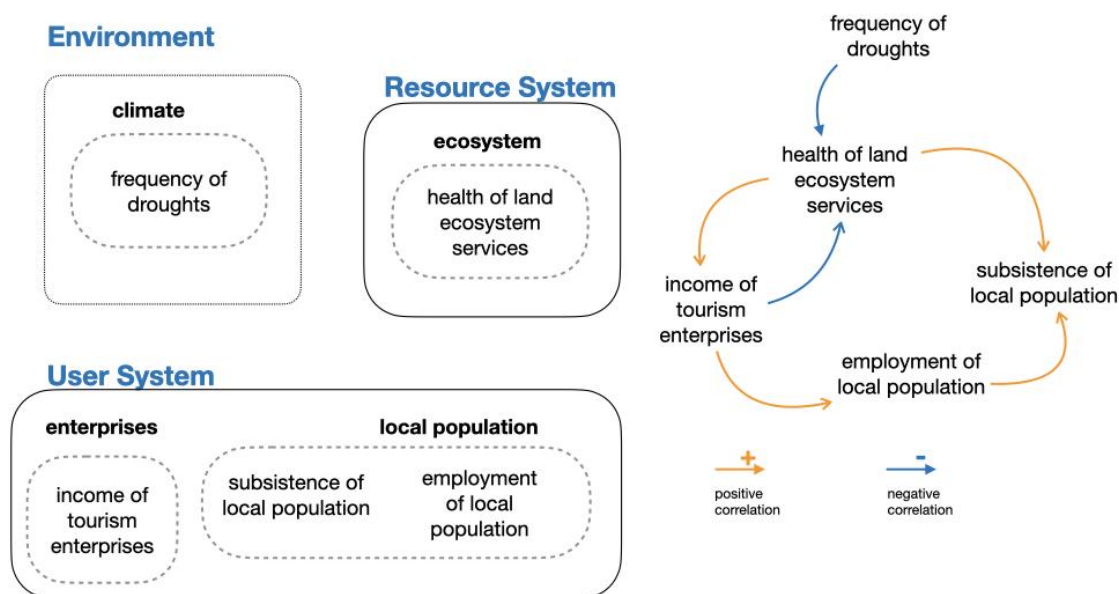 Environment
climate
frequency of
droughts
Resource System
ecosystem
health of land
ecosystem
services
User System
enterprises
income of
tourism
enterprises
local population
subsistence of
local population
employment
of local
population
frequency of
droughts
health of land
ecosystem
services
income of
tourism
enterprises
subsistence of
local population
employment of
local population
+
positive
correlation
-
negative
correlation